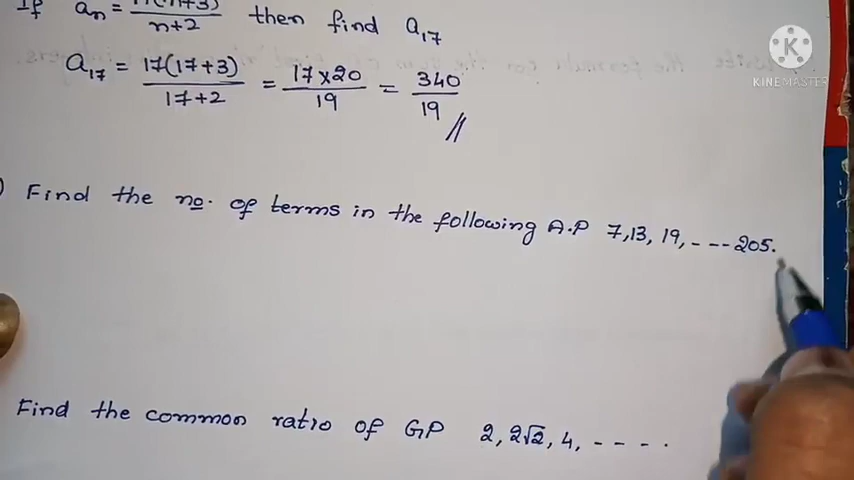 If aₙ = n(n+3)/n+2 then find a₁₇
a₁₇ = 17(17+3)/17+2 = 17×20/19 = 340/19 //
) Find the no. of terms in the following A.P 7, 13, 19, - - - 205.
Find the common ratio of GP 2, 2√2, 4, - - - - .
K
KINEMASTER